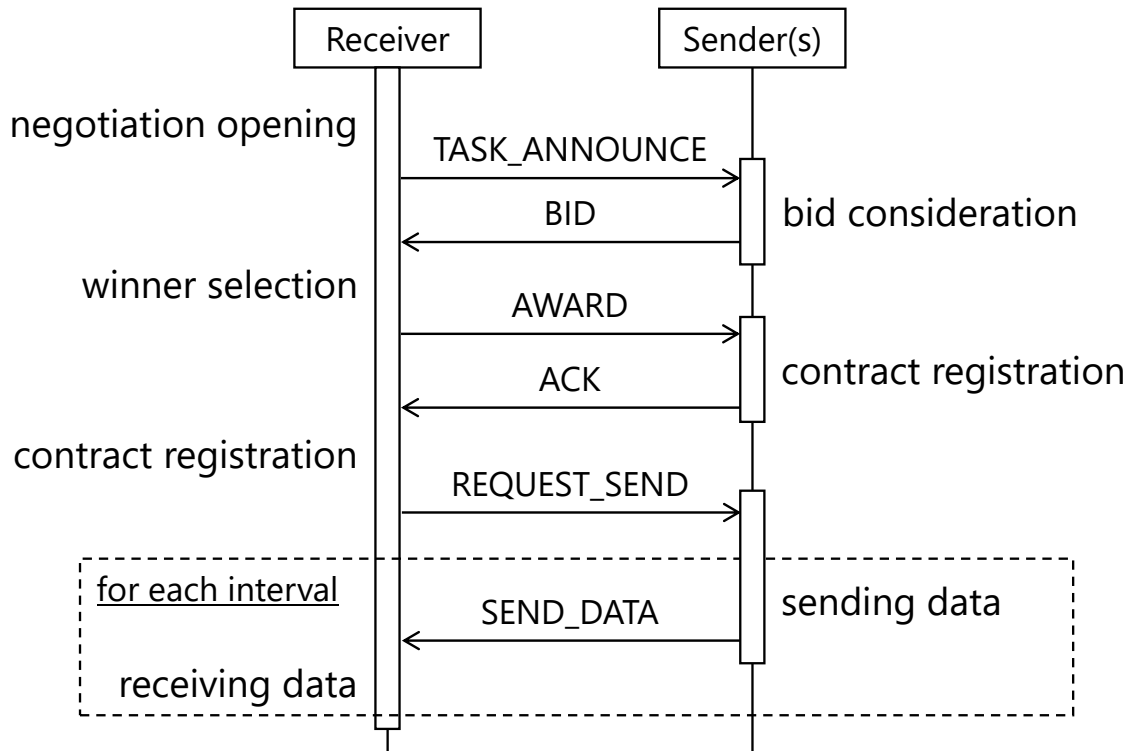 Receiver
Sender(s)
negotiation opening
TASK_ANNOUNCE
BID
bid consideration
winner selection
AWARD
ACK
contract registration
contract registration
REQUEST_SEND
for each interval
SEND_DATA
sending data
receiving data